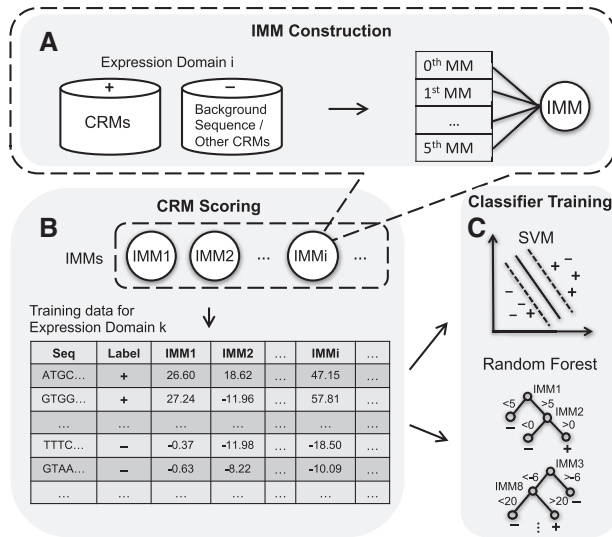 A
IMM Construction
Expression Domain i
+
CRMs
−
Background
Sequence /
Other CRMs
0th MM
1st MM
...
5th MM
IMM
B
CRM Scoring
IMMs
IMM1
IMM2
...
IMMi
...
Training data for
Expression Domain k
Seq Label IMM1 IMM2 ... IMMi ...
ATGC... + 26.60 18.62 ... 47.15 ...
GTGG... + 27.24 -11.96 ... 57.81 ...
... ... ... ... ... ... ...
TTTC... − -0.37 -11.98 ... -18.50 ...
GTAA... − -0.63 -8.22 ... -10.09 ...
... ... ... ... ... ... ...
Classifier Training
C
SVM
+ − +
− + +
− − +
− − +
Random Forest
IMM1
<5 >5
− IMM2
<0 >0
− +
IMM3
<-6 >-6
IMM8 −
<20 >20
− ⋮ +